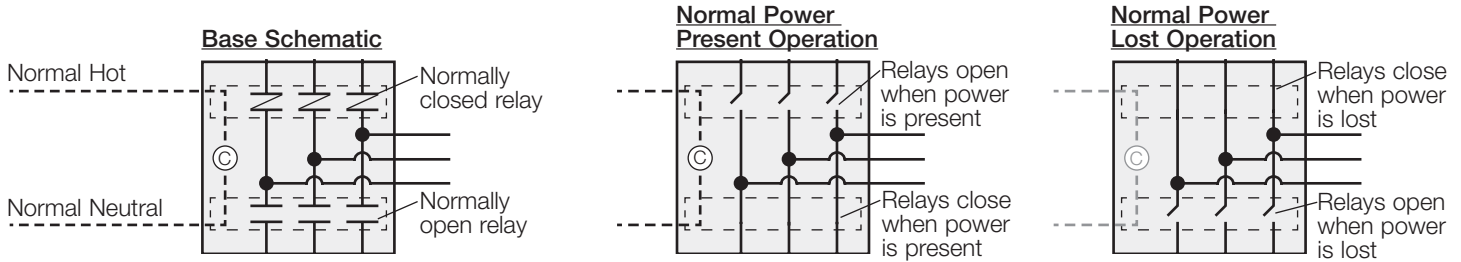 Base Schematic
Normal Hot
Normally
closed relay
C
Normal Neutral
Normally
open relay
Normal Power
Present Operation
Relays open
when power
is present
C
Relays close
when power
is present
Normal Power
Lost Operation
Relays close
when power
is lost
C
Relays open
when power
is lost